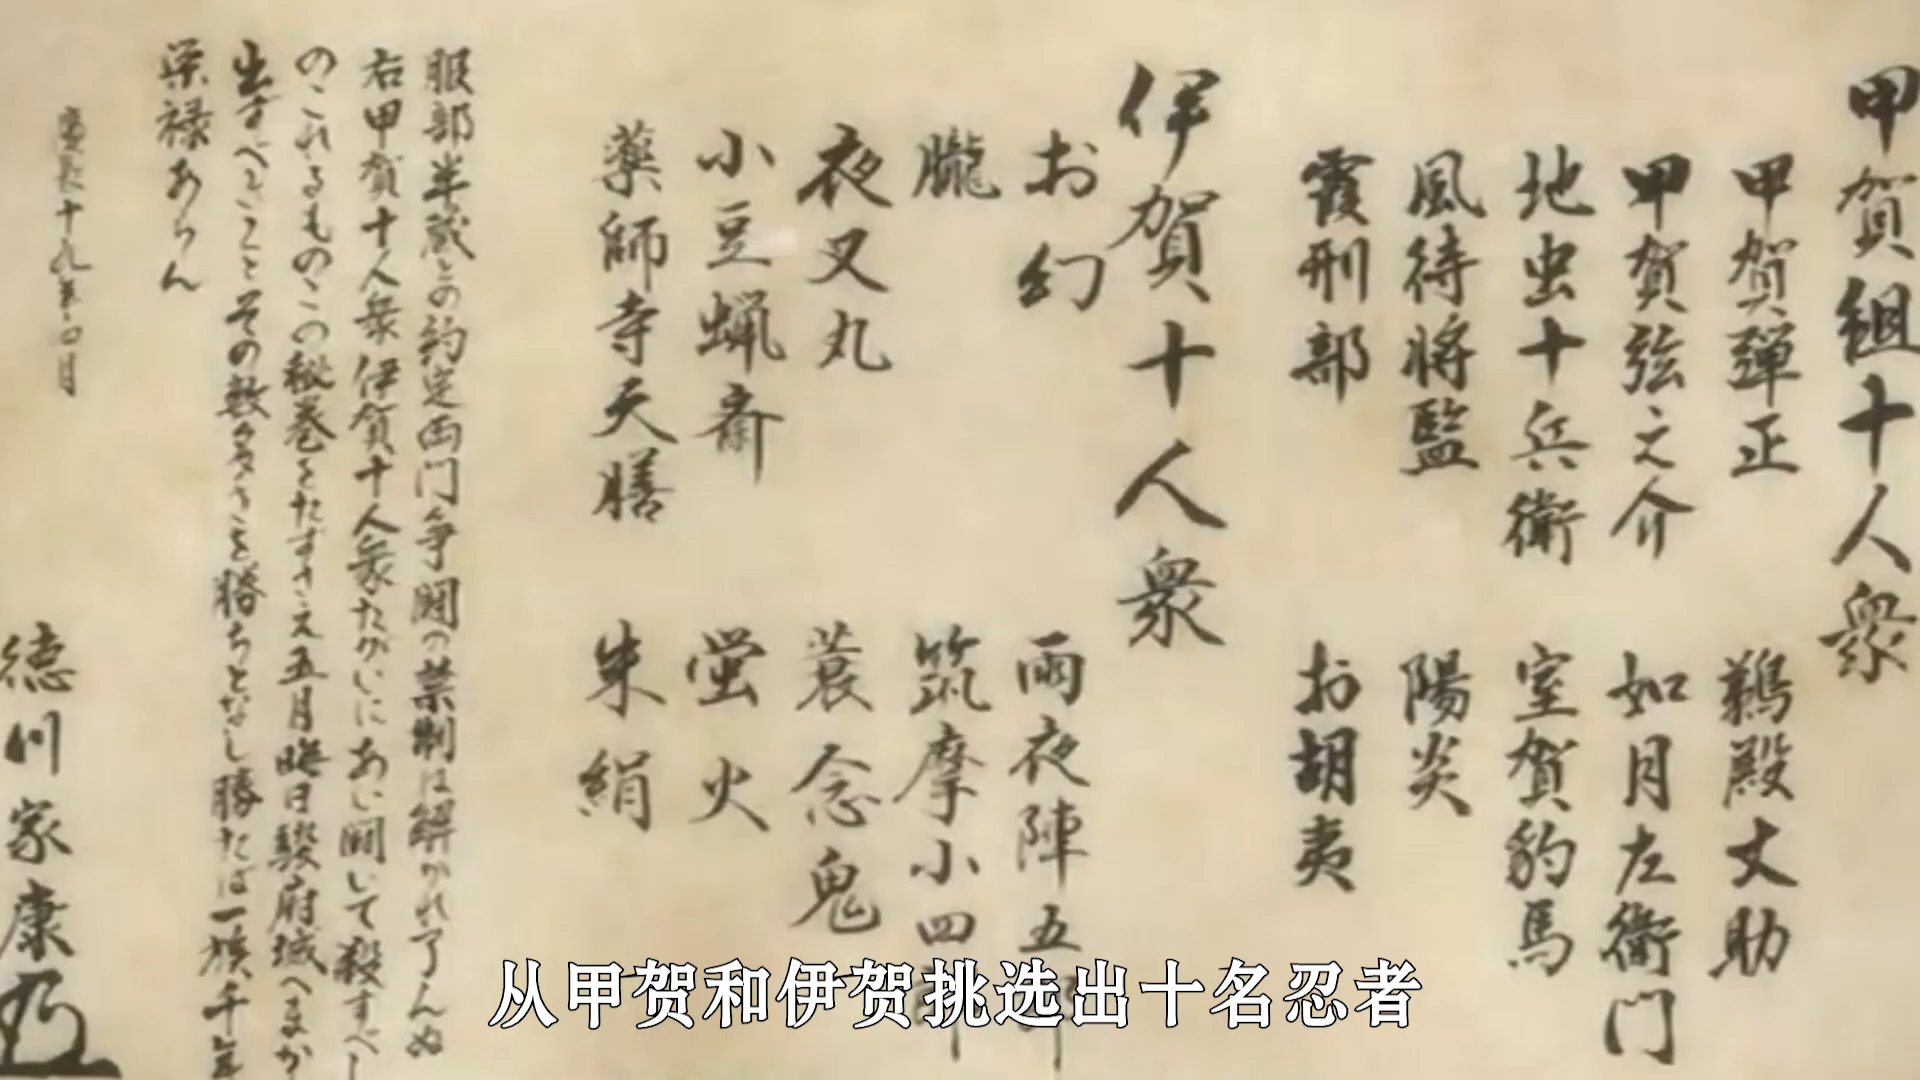 甲賀組十人衆
甲賀彈正
鵜殿丈助
甲賀弦之介
如月左衛門
地虫十兵衛
室賀豹馬
風待将監
陽炎
霞刑部
お胡夷
伊賀十人衆
お幻
雨夜陣五郎
朧
筑摩小四郎
夜叉丸
蓑念鬼
小豆蝋斎
蛍火
薬師寺天膳
朱絹
服部半蔵との約定両門争闘の禁制は解かれ了んぬ
右甲賀十人衆伊賀十人衆たがいにあい闘いて殺すべし
のこれるものこの秘巻をたずさえ五月晦日駿府城へまか
出ずべきことその数多きを勝ちとなし勝たば一族千年
栄禄あらん
慶長十九年四月
徳川家康
从甲贺和伊贺挑选出十名忍者